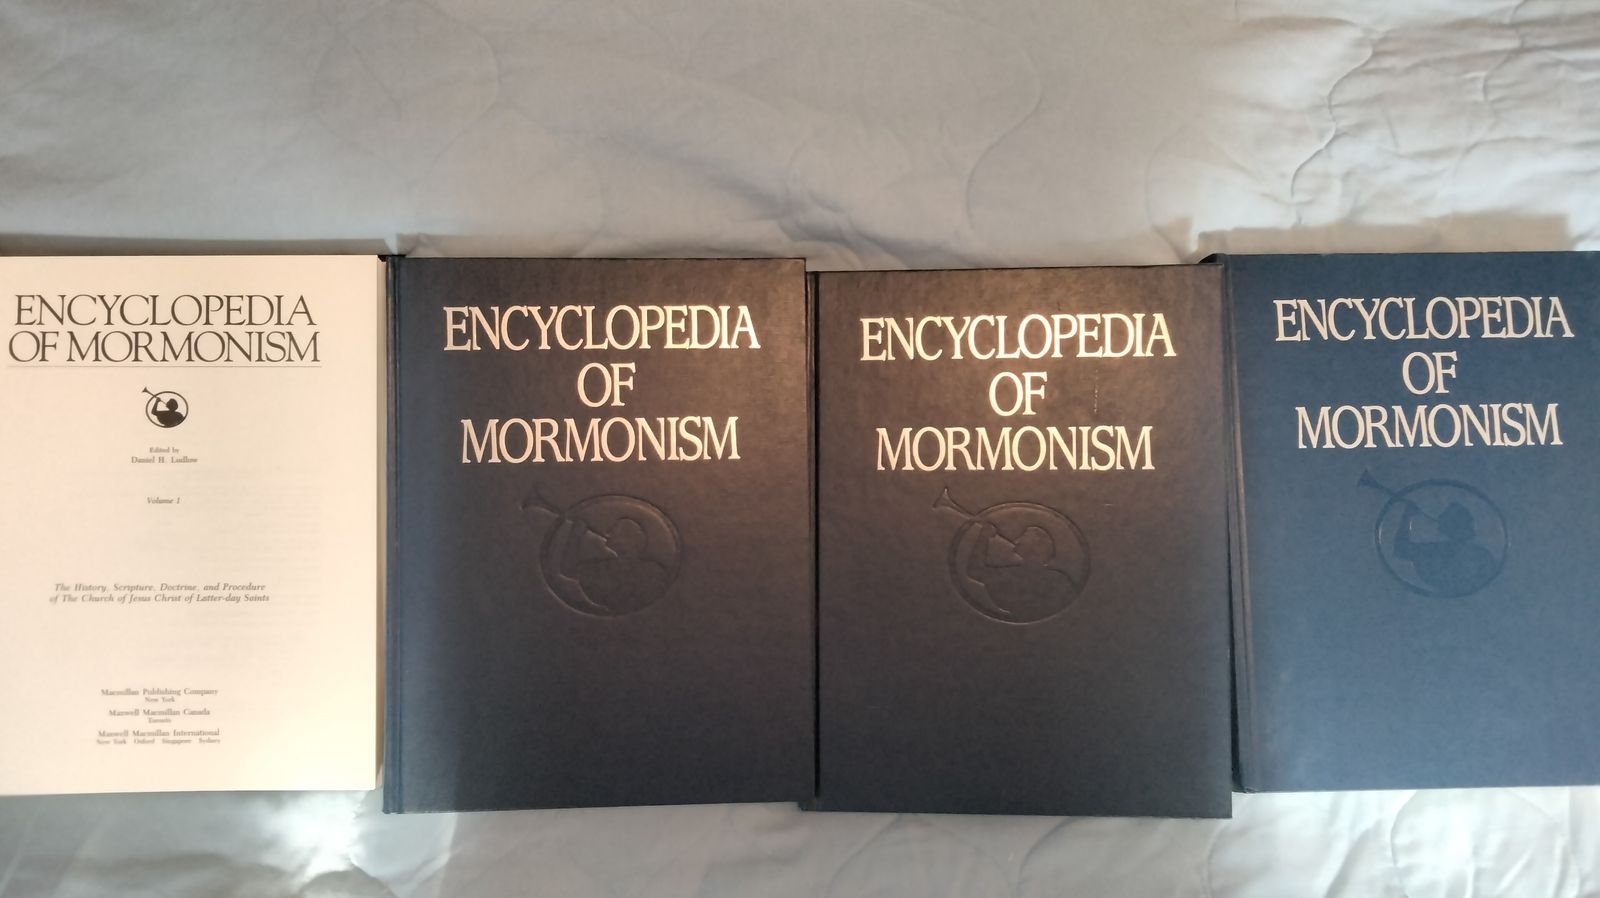 ENCYCLOPEDIA
OF MORMONISM
Edited by
Daniel H. Ludlow
Volume 1
The History, Scripture, Doctrine, and Procedure
of The Church of Jesus Christ of Latter-day Saints
Macmillan Publishing Company
New York
Maxwell Macmillan Canada
Toronto
Maxwell Macmillan International
New York Oxford Singapore Sydney
ENCYCLOPEDIA
OF
MORMONISM
ENCYCLOPEDIA
OF
MORMONISM
ENCYCLOPEDIA
OF
MORMONISM